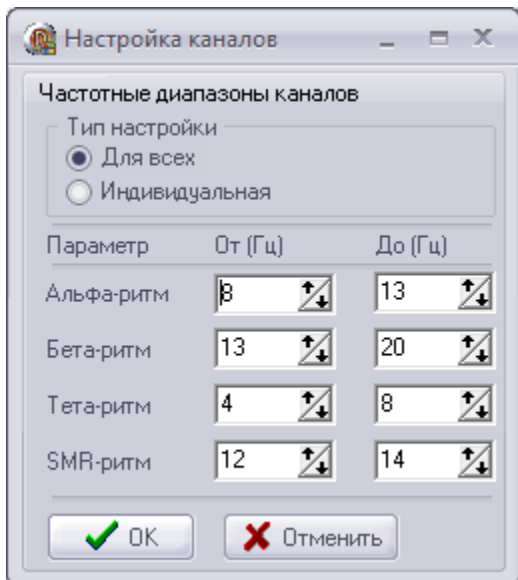 Настройка каналов
Частотные диапазоны каналов
Тип настройки
Для всех
Индивидуальная
Параметр От (Гц) До (Гц)
Альфа-ритм 8 13
Бета-ритм 13 20
Тета-ритм 4 8
SMR-ритм 12 14
OK Отменить